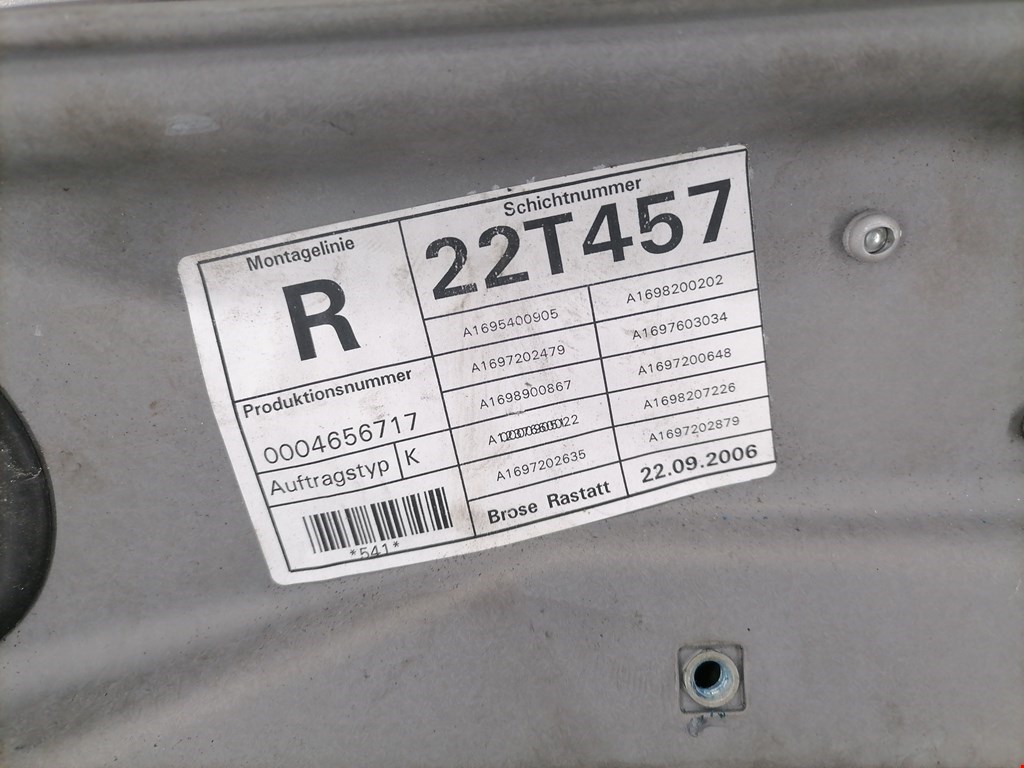 Montagelinie
R
Schichtnummer
22T457
A1695400905
A1698200202
A1697202479
A1697603034
A1698900867
A1697200648
A1698207226
A1697202635
A1697202879
Produktionsnummer
0004656717
Auftragstyp K
*541*
Brose Rastatt
22.09.2006